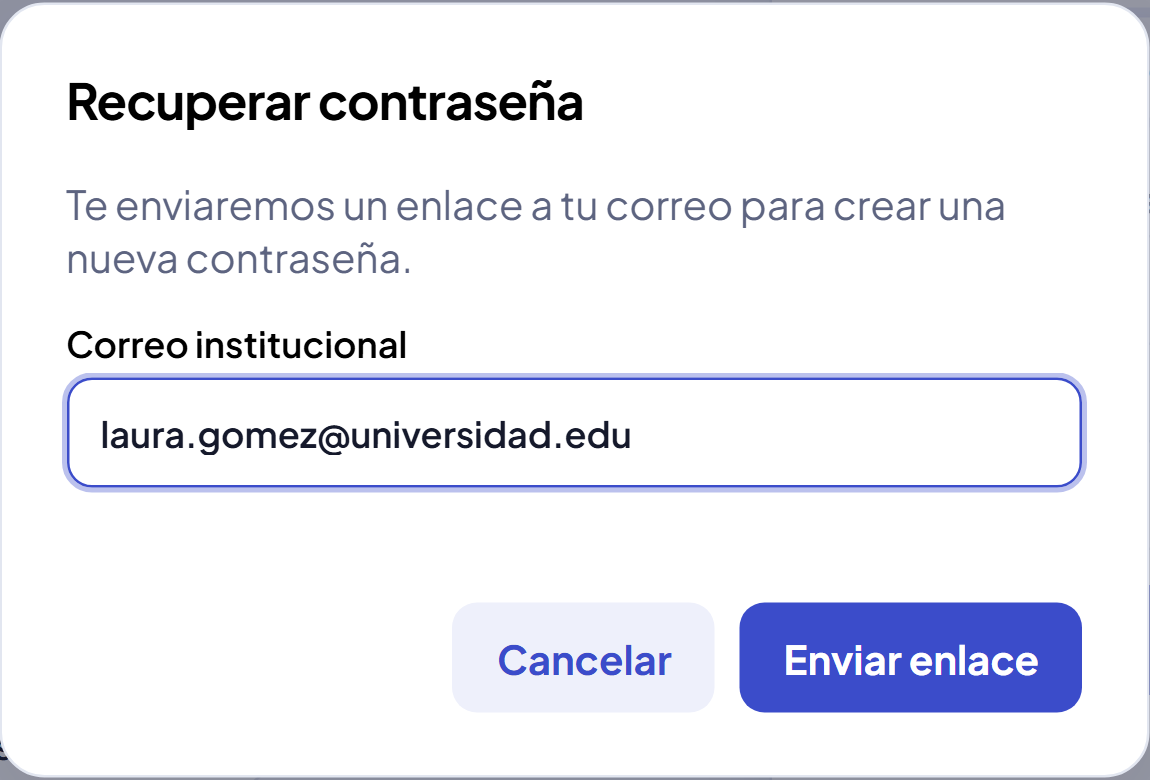 Recuperar contraseña
Te enviaremos un enlace a tu correo para crear una
nueva contraseña.
Correo institucional
laura.gomez@universidad.edu
Cancelar
Enviar enlace